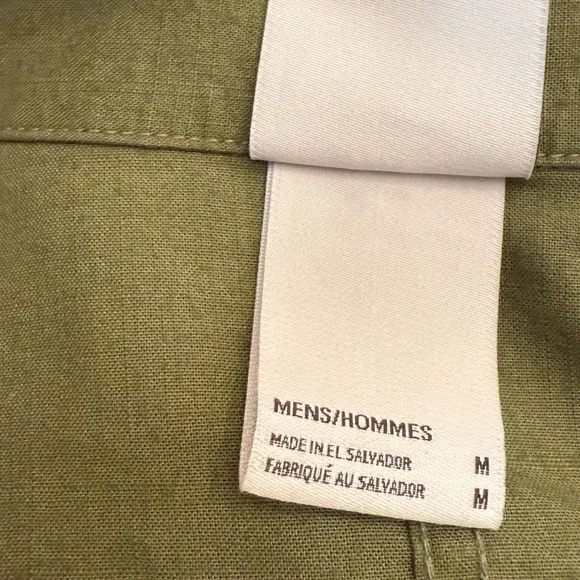 MENS/HOMMES
MADE IN EL SALVADOR M
FABRIQUÉ AU SALVADOR M